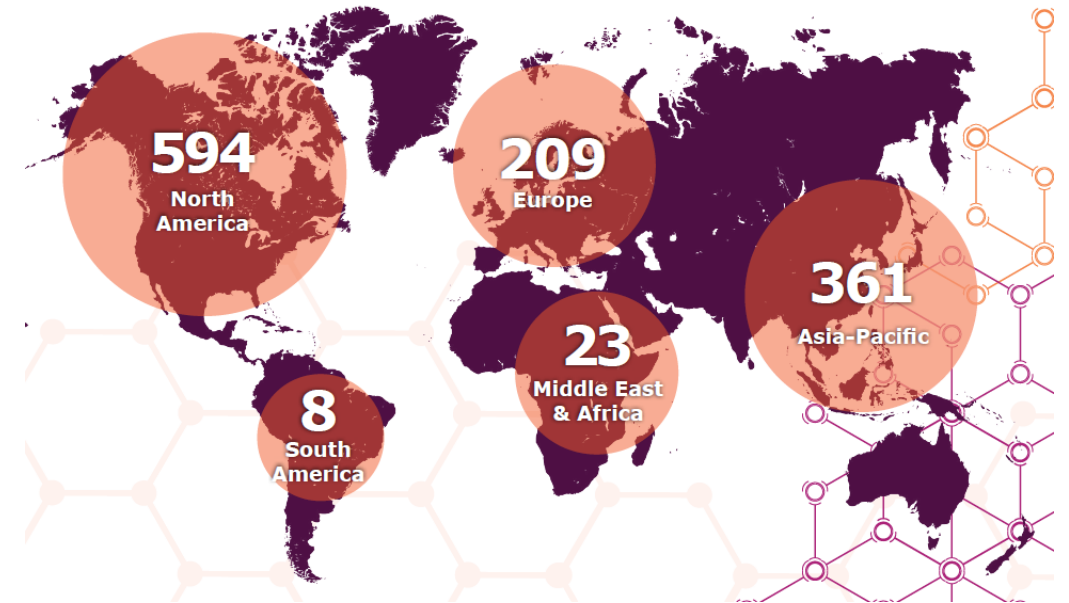 594
North
America
209
Europe
361
Asia-Pacific
23
Middle East
& Africa
8
South
America